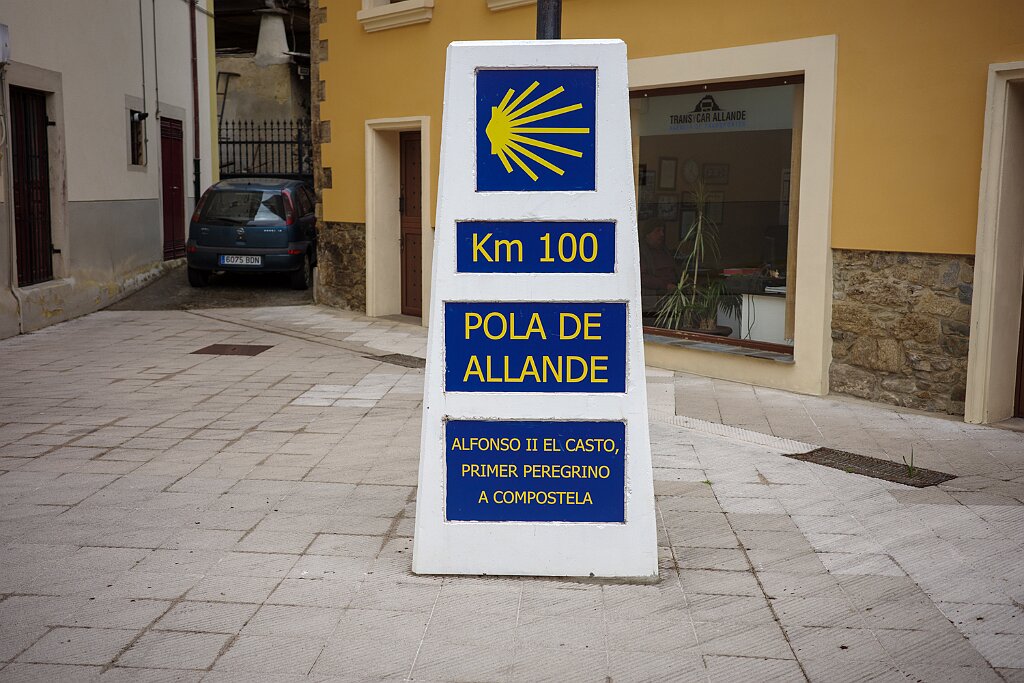 Km 100
POLA DE
ALLANDE
ALFONSO II EL CASTO,
PRIMER PEREGRINO
A COMPOSTELA
TRANS CAR ALLANDE
6075 BDN